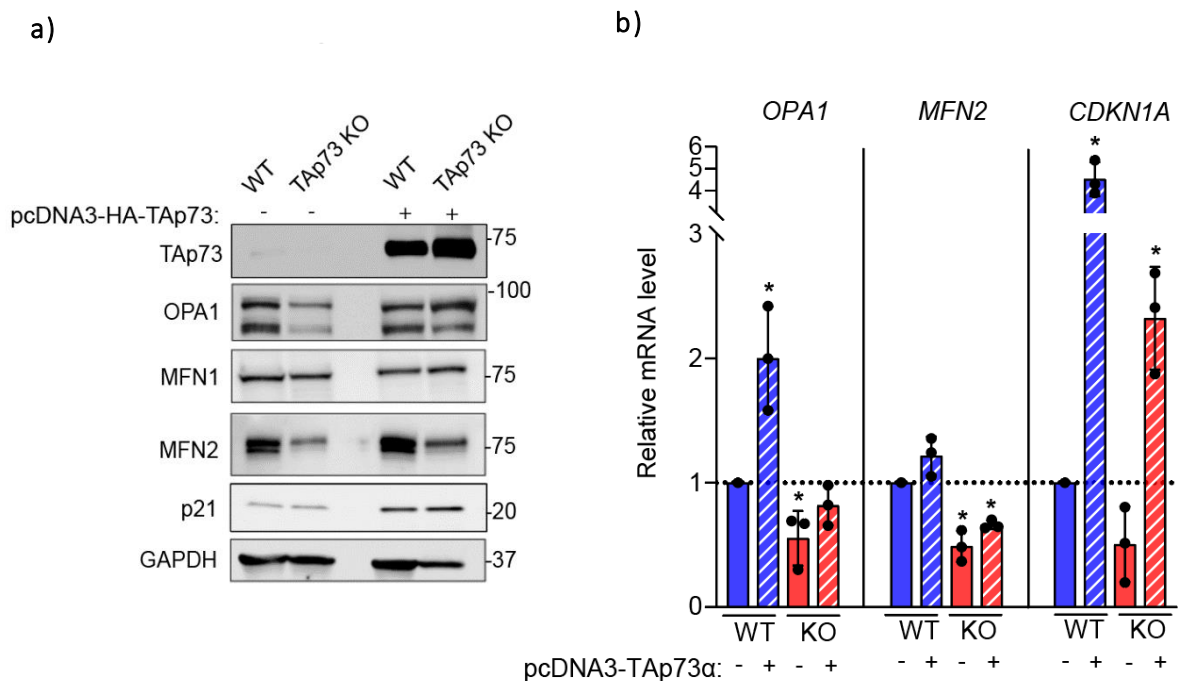 a)
WT
TAp73 KO
WT
TAp73 KO
pcDNA3-HA-TAp73: - - + +
TAp73 -75
OPA1 -100
MFN1 -75
MFN2 -75
p21 -20
GAPDH -37
b)
OPA1 MFN2 CDKN1A
Relative mRNA level
6
5
4
3
2
1
0
* * * * * *
WT KO WT KO WT KO
pcDNA3-TAp73α: - + - + - + - + - + - +